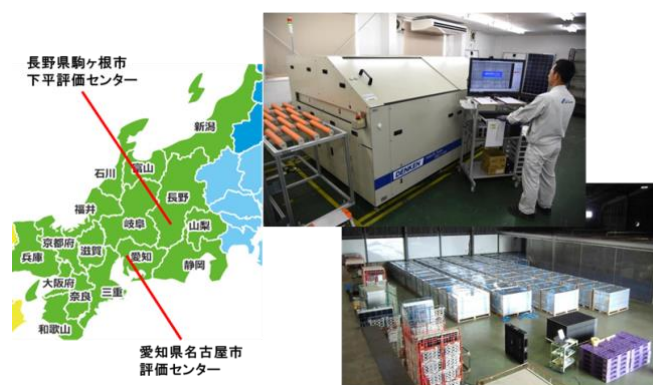 長野県駒ヶ根市
下平評価センター
新潟
富山
石川
長野
福井
岐阜
山梨
京都府
滋賀
兵庫
愛知
静岡
大阪府
三重
奈良
和歌山
愛知県名古屋市
評価センター
DENKEN